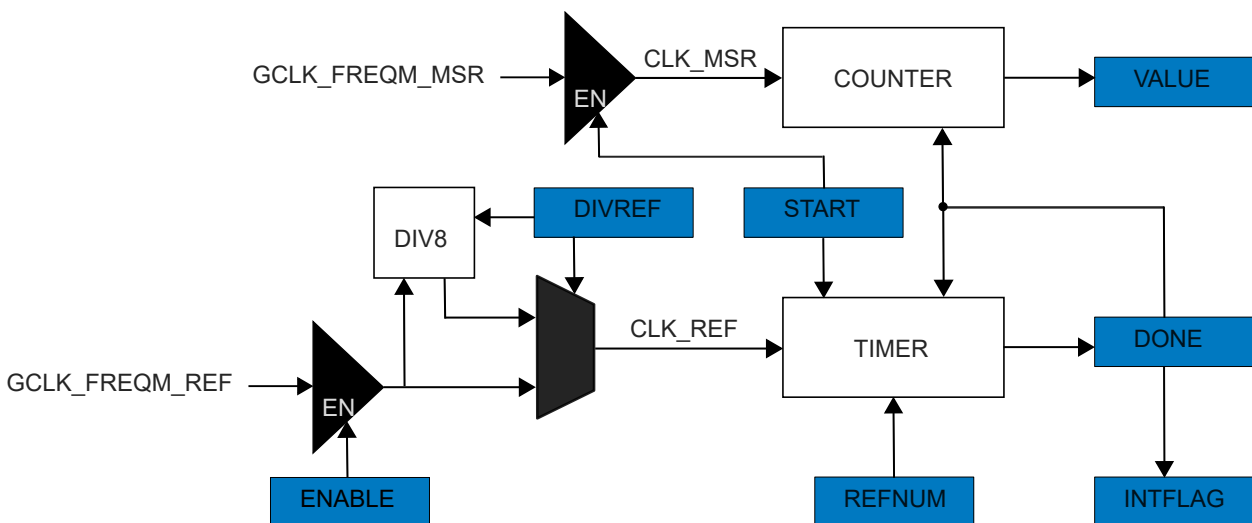 CLK_MSR
GCLK_FREQM_MSR
COUNTER
VALUE
EN
DIVREF
START
DIV8
CLK_REF
TIMER
DONE
GCLK_FREQM_REF
EN
ENABLE
REFNUM
INTFLAG